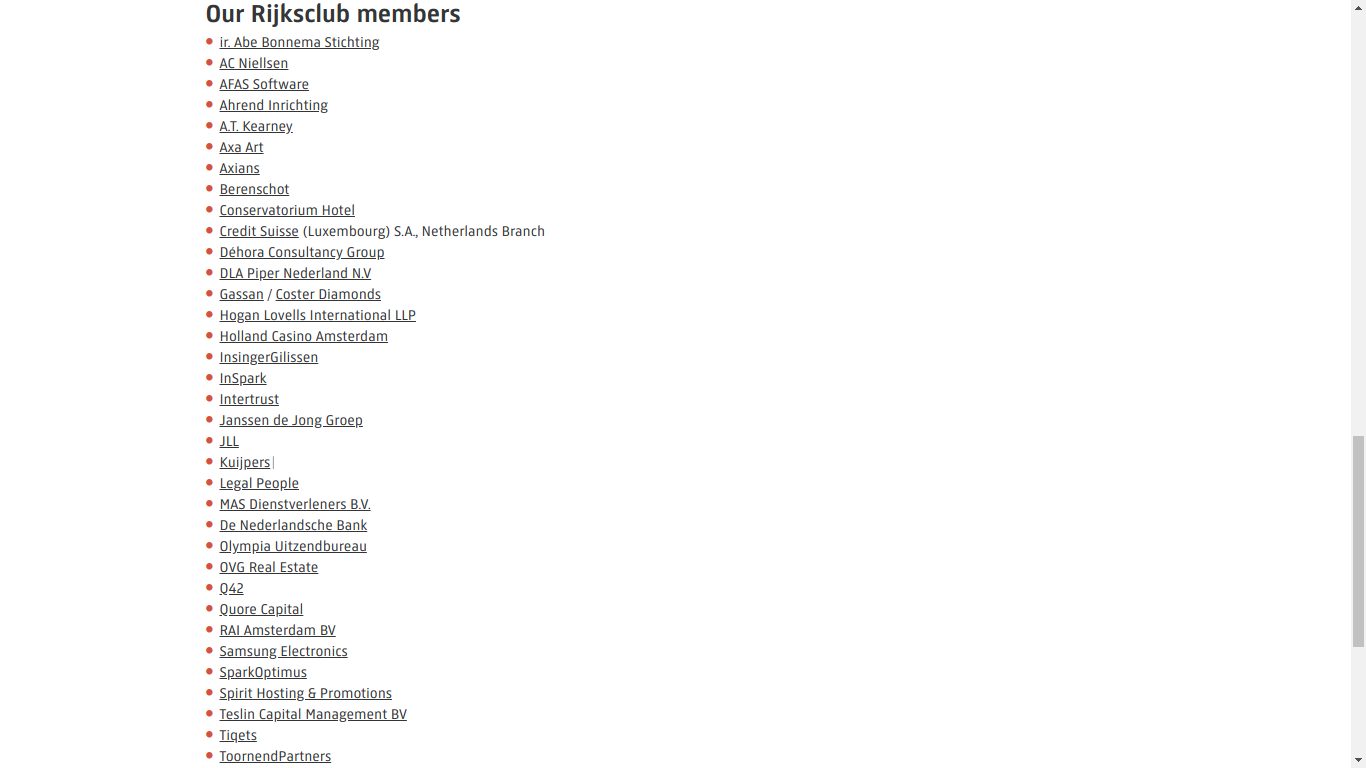 Our Rijksclub members
ir. Abe Bonnema Stichting
AC Niellsen
AFAS Software
Ahrend Inrichting
A.T. Kearney
Axa Art
Axians
Berenschot
Conservatorium Hotel
Credit Suisse (Luxembourg) S.A., Netherlands Branch
Déhora Consultancy Group
DLA Piper Nederland N.V
Gassan / Coster Diamonds
Hogan Lovells International LLP
Holland Casino Amsterdam
InsingerGilissen
InSpark
Intertrust
Janssen de Jong Groep
JLL
Kuijpers|
Legal People
MAS Dienstverleners B.V.
De Nederlandsche Bank
Olympia Uitzendbureau
OVG Real Estate
Q42
Quore Capital
RAI Amsterdam BV
Samsung Electronics
SparkOptimus
Spirit Hosting & Promotions
Teslin Capital Management BV
Tiqets
ToornendPartners